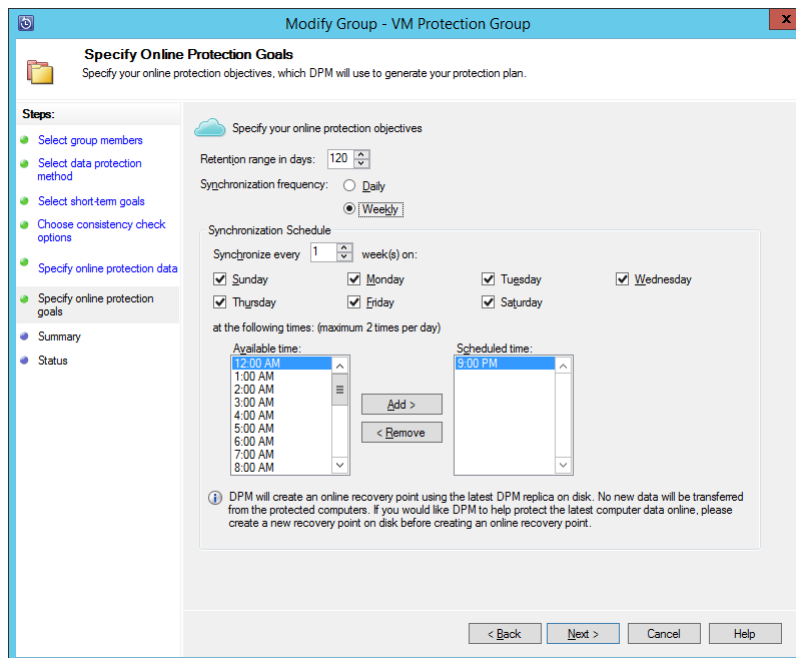 Modify Group - VM Protection Group
x
Specify Online Protection Goals
Specify your online protection objectives, which DPM will use to generate your protection plan.
Steps:
Select group members
Select data protection
method
Select short-term goals
Choose consistency check
options
Specify online protection data
Specify online protection
goals
Summary
Status
Specify your online protection objectives
Retention range in days: 120
Synchronization frequency: Daily
Weekly
Synchronization Schedule
Synchronize every 1 week(s) on:
Sunday Monday Tuesday Wednesday
Thursday Friday Saturday
at the following times: (maximum 2 times per day)
Available time: Scheduled time:
12:00 AM 9:00 PM
1:00 AM
2:00 AM
3:00 AM
4:00 AM
5:00 AM
6:00 AM
7:00 AM
8:00 AM
Add >
< Remove
DPM will create an online recovery point using the latest DPM replica on disk. No new data will be transferred
from the protected computers. If you would like DPM to help protect the latest computer data online, please
create a new recovery point on disk before creating an online recovery point.
< Back Next > Cancel Help